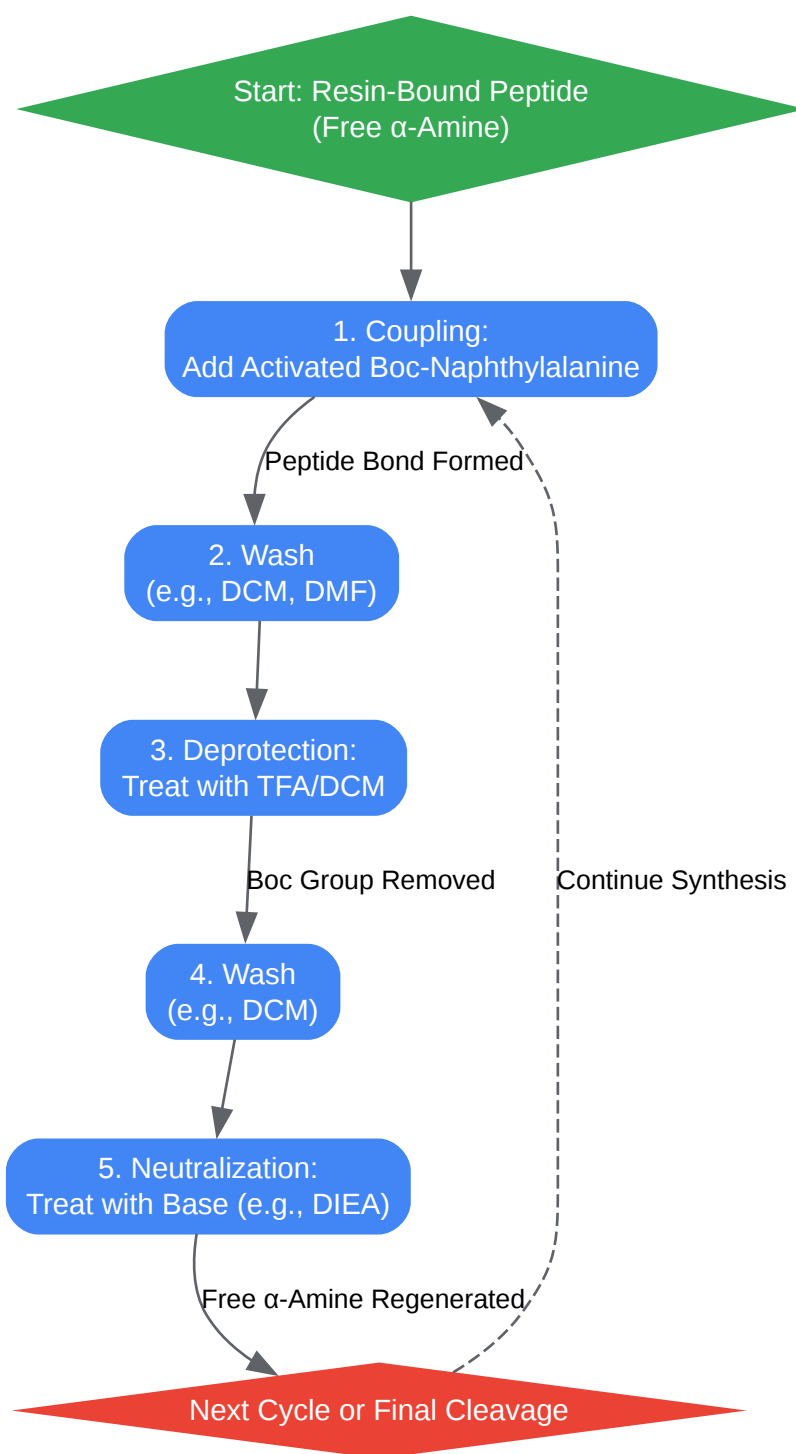 Start: Resin-Bound Peptide
(Free α-Amine)
1. Coupling:
Add Activated Boc-Naphthylalanine
Peptide Bond Formed
2. Wash
(e.g., DCM, DMF)
3. Deprotection:
Treat with TFA/DCM
Boc Group Removed
Continue Synthesis
4. Wash
(e.g., DCM)
5. Neutralization:
Treat with Base (e.g., DIEA)
Free α-Amine Regenerated
Next Cycle or Final Cleavage